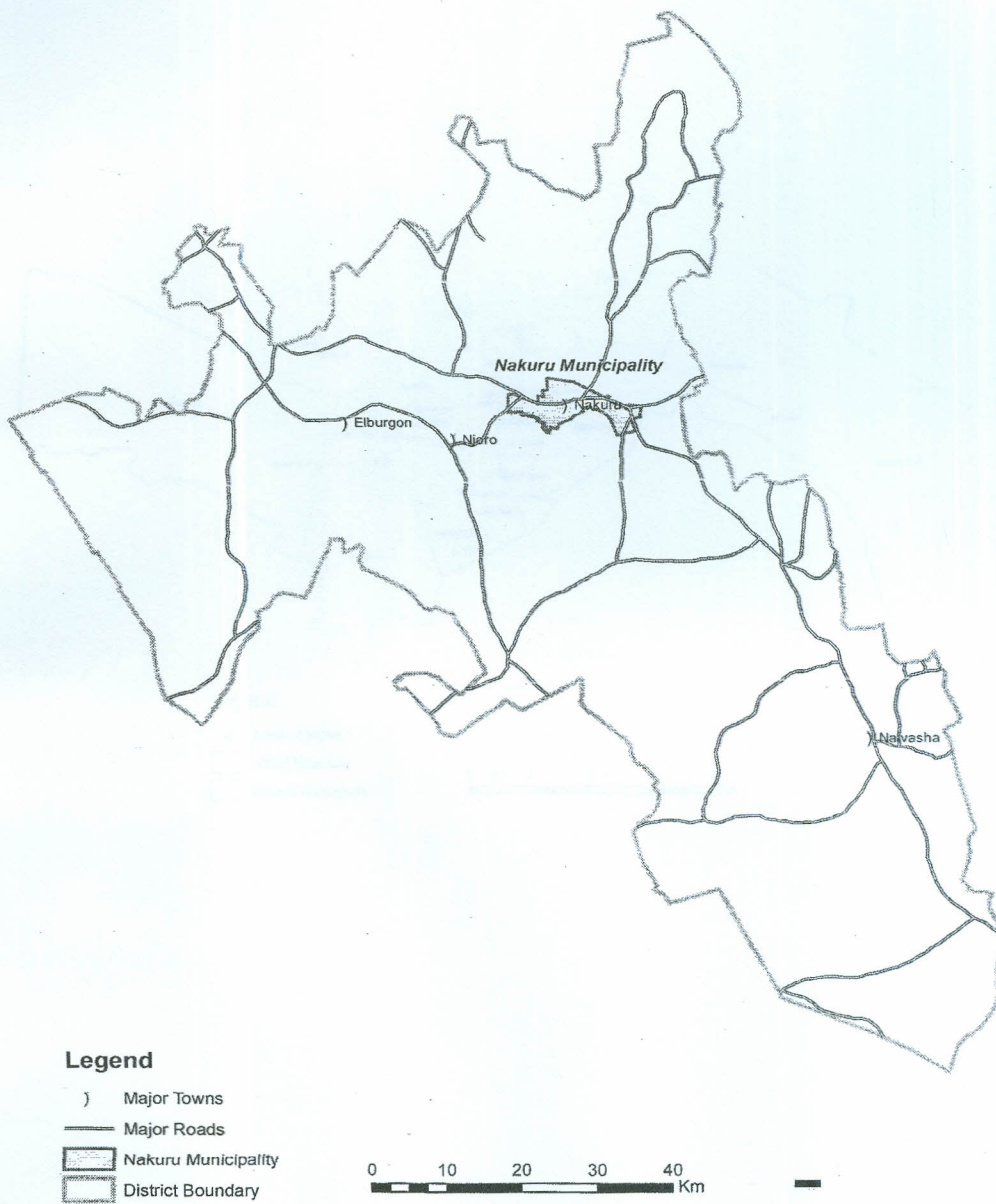 Nakuru Municipality
Nakuru
Elburgon
Njoro
Naivasha
Legend
Major Towns
Major Roads
Nakuru Municipality
District Boundary
0 10 20 30 40
Km